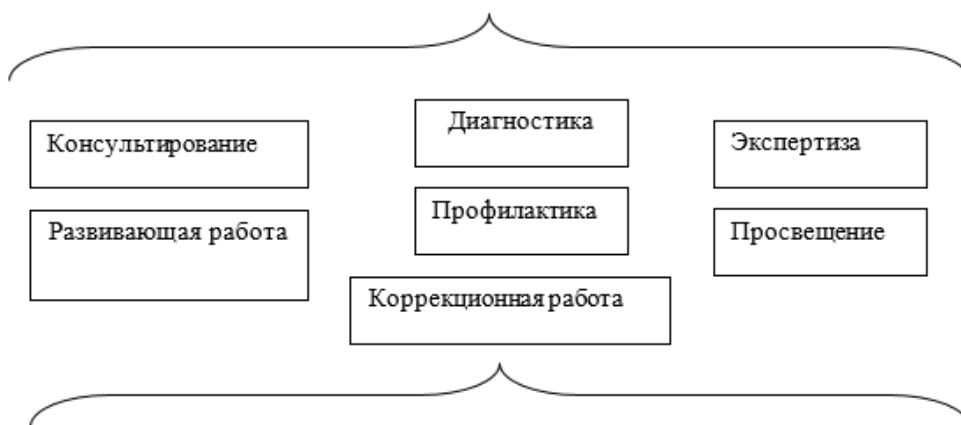 Диагностика
Консультирование
Экспертиза
Профилактика
Развивающая работа
Просвещение
Коррекционная работа